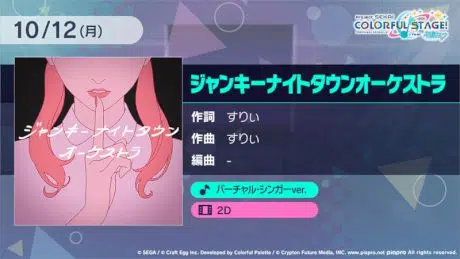 10/12(月)
PROJECT SEKAI
COLORFUL STAGE!
ジャンキーナイトタウンオーケストラ
作詞 すりぃ
作曲 すりぃ
編曲 -
ジャンキーナイトタウン
オーケストラ
バーチャル・シンガーver.
2D
© SEGA / © Craft Egg Inc. Developed by Colorful Palette / © Crypton Future Media, INC. www.piapro.net piapro All rights reserved.